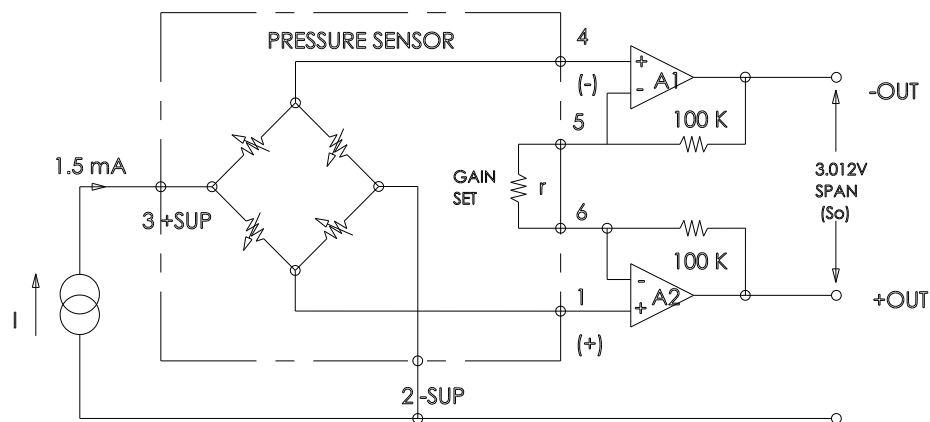 PRESSURE SENSOR
4
(-)
+
A1
-
-OUT
100 K
5
1.5 mA
GAIN
SET
r
3.012V
SPAN
(So)
3 +SUP
6
100 K
-
A2
+
+OUT
1
(+)
I
2 -SUP